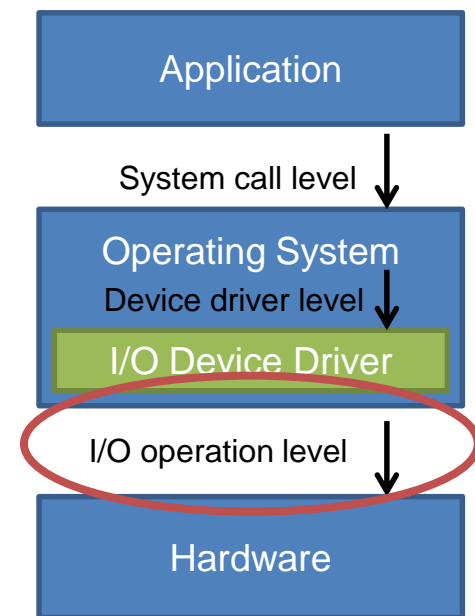 Application
System call level
Operating System
Device driver level
I/O Device Driver
I/O operation level
Hardware